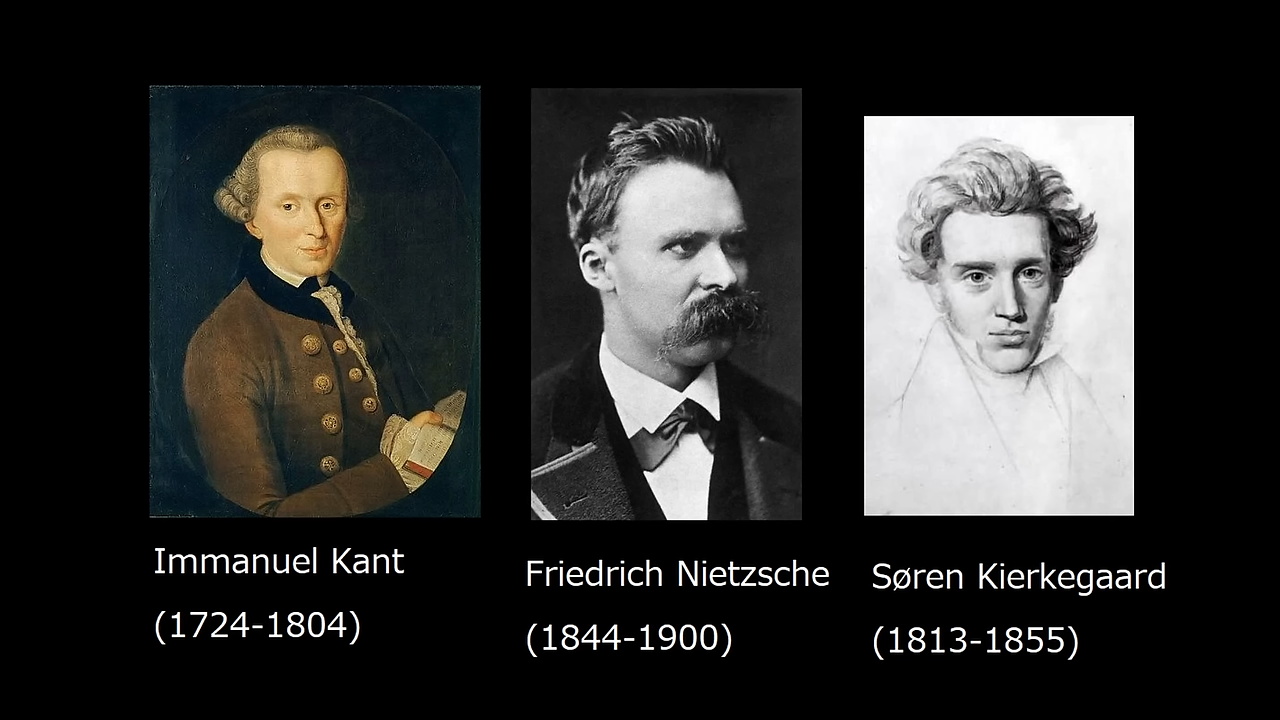 Immanuel Kant
(1724-1804)
Friedrich Nietzsche
(1844-1900)
Søren Kierkegaard
(1813-1855)